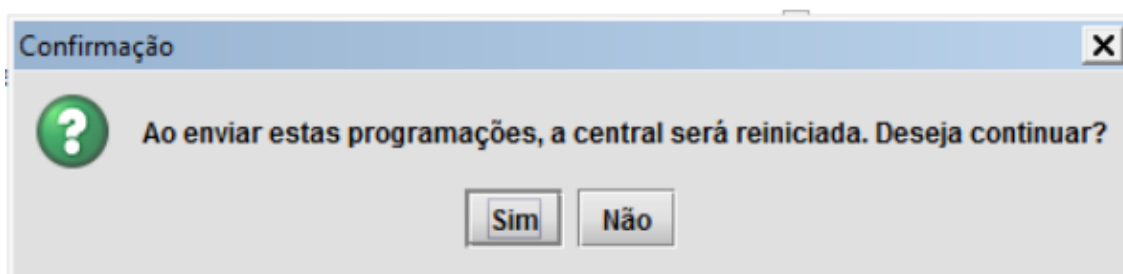 Confirmação
Ao enviar estas programações, a central será reiniciada. Deseja continuar?
Sim Não